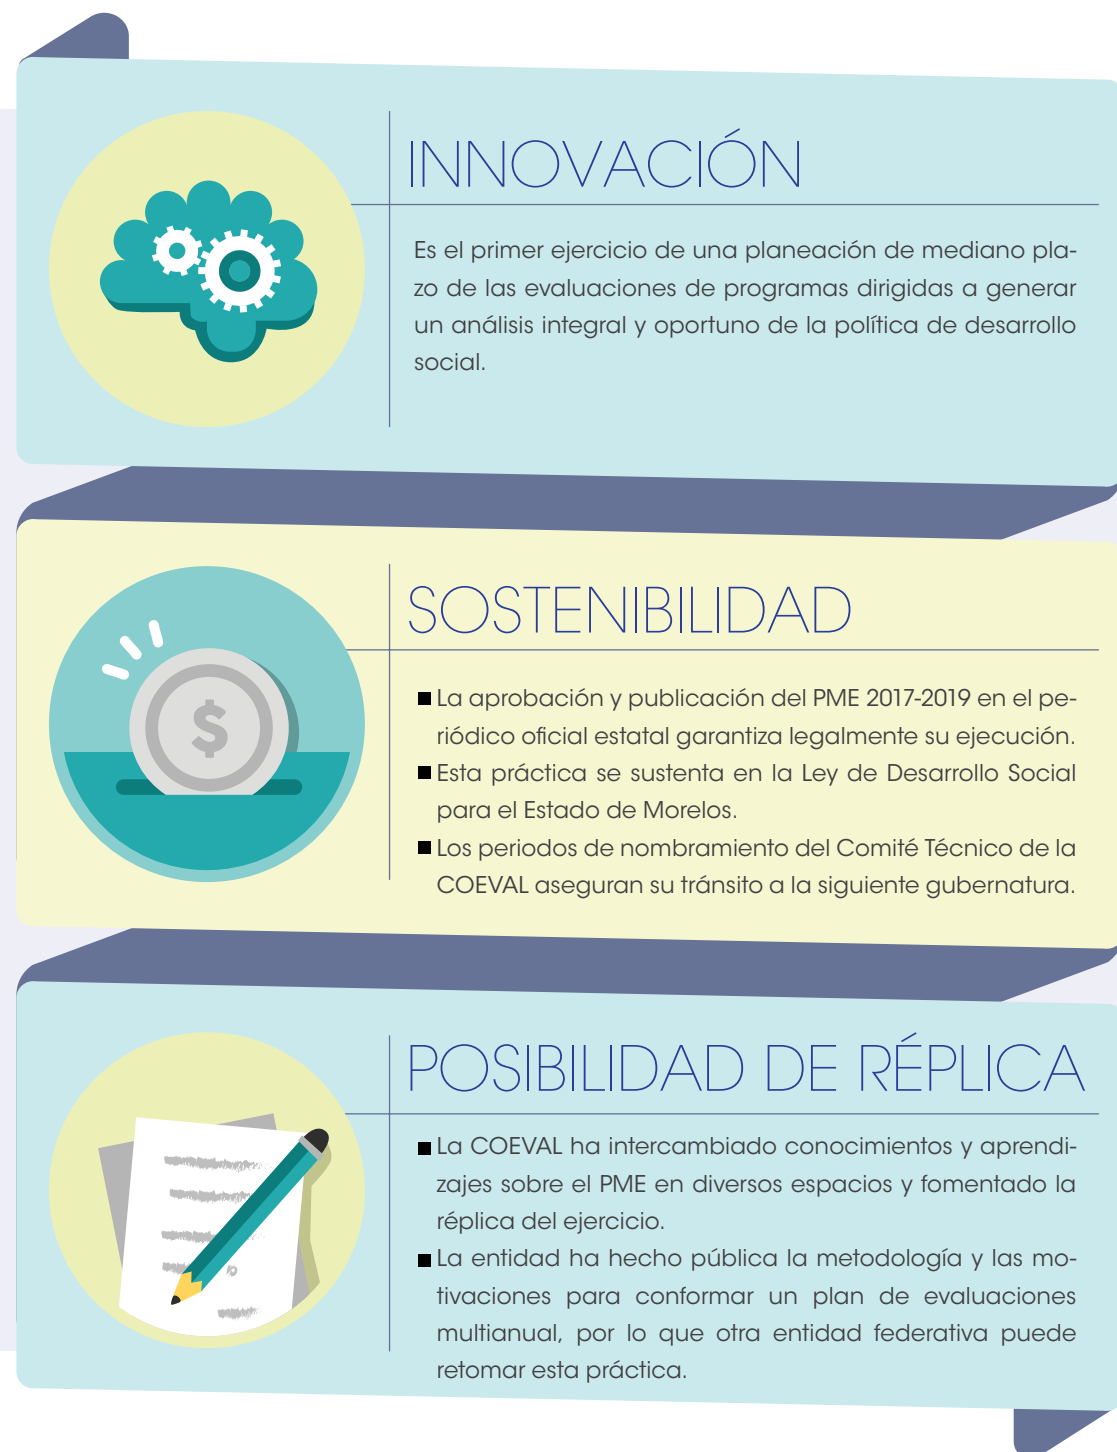 INNOVACIÓN
Es el primer ejercicio de una planeación de mediano pla-
zo de las evaluaciones de programas dirigidas a generar
un análisis integral y oportuno de la política de desarrollo
social.
SOSTENIBILIDAD
$
■ La aprobación y publicación del PME 2017-2019 en el pe-
riódico oficial estatal garantiza legalmente su ejecución.
■ Esta práctica se sustenta en la Ley de Desarrollo Social
para el Estado de Morelos.
■ Los periodos de nombramiento del Comité Técnico de la
COEVAL aseguran su tránsito a la siguiente gubernatura.
POSIBILIDAD DE RÉPLICA
■ La COEVAL ha intercambiado conocimientos y aprendi-
zajes sobre el PME en diversos espacios y fomentado la
réplica del ejercicio.
■ La entidad ha hecho pública la metodología y las mo-
tivaciones para conformar un plan de evaluaciones
multianual, por lo que otra entidad federativa puede
retomar esta práctica.